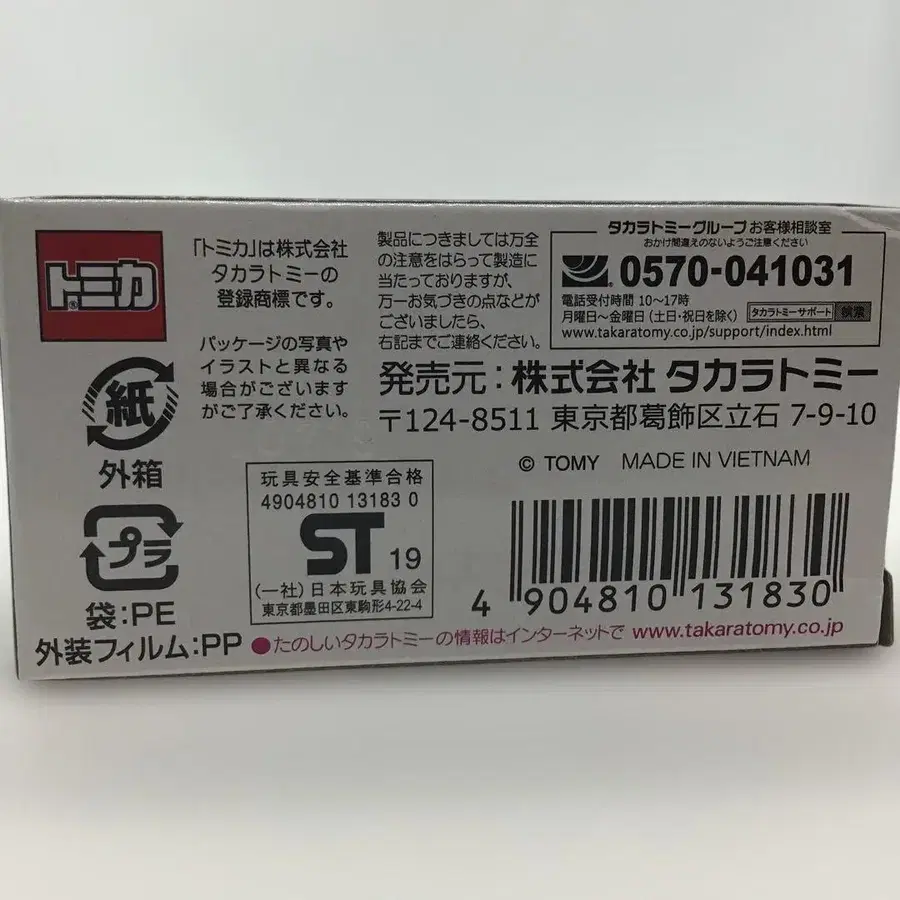 トミカ®
「トミカ」は株式会社
タカラトミーの
登録商標です。
パッケージの写真や
イラストと異なる
場合がございます
がご了承ください。
製品につきましては万全
の注意をはらって製造に
当たっておりますが、
万一お気づきの点などが
ございましたら、
右記までご連絡ください。
タカラトミーグループ お客様相談室
おかけ間違えのないようご注意ください
0570-041031
電話受付時間 10～17時
月曜日～金曜日 (土日・祝日を除く)
タカラトミーサポート 検索
www.takaratomy.co.jp/support/index.html
発売元：株式会社 タカラトミー
〒124-8511 東京都葛飾区立石 7-9-10
© TOMY MADE IN VIETNAM
紙
外箱
プラ
袋:PE
外装フィルム:PP
玩具安全基準合格
4904810 13183 0
ST 19
(一社)日本玩具協会
東京都墨田区東駒形4-22-4
4 904810 131830
●たのしいタカラトミーの情報はインターネットで www.takaratomy.co.jp